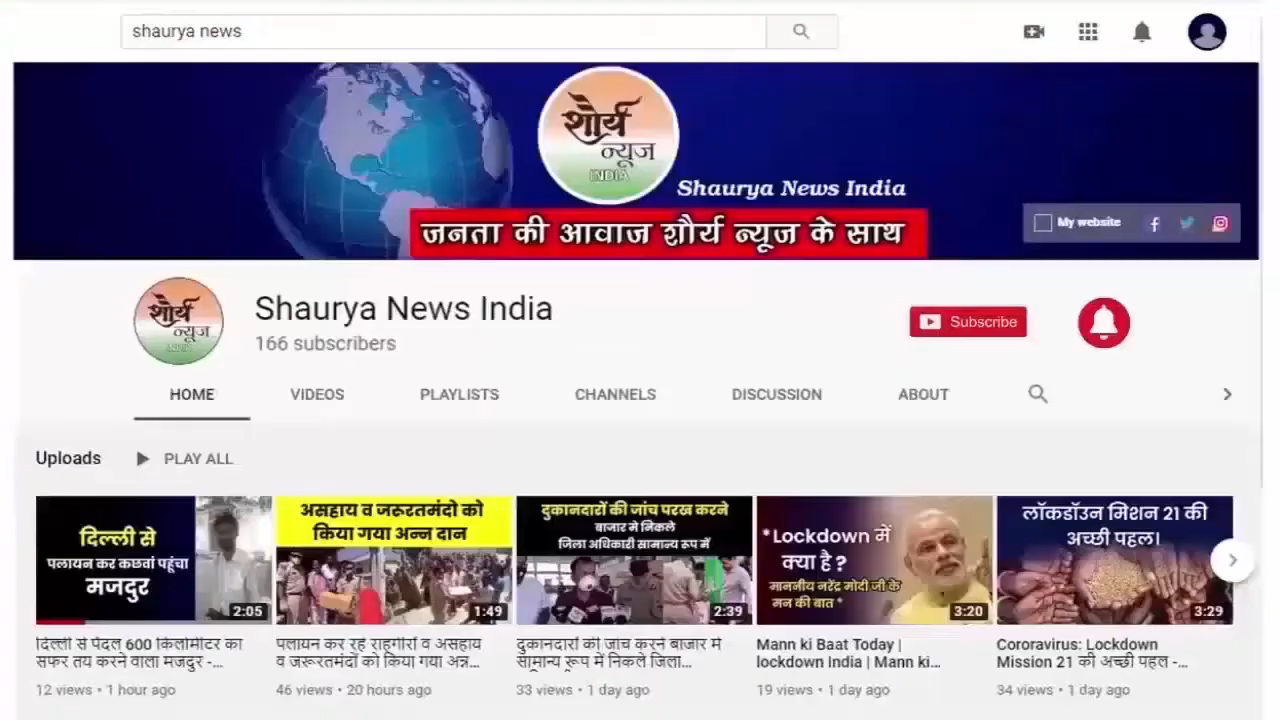 shaurya news
शौर्य
न्यूज
INDIA
Shaurya News India
जनता की आवाज शौर्य न्यूज के साथ
My website
शौर्य
न्यूज
Shaurya News India
166 subscribers
Subscribe
HOME VIDEOS PLAYLISTS CHANNELS DISCUSSION ABOUT
Uploads PLAY ALL
दिल्ली से
पलायन कर कछवां पहूंचा
मजदुर
2:05
असहाय व जरूरतमंदो को
किया गया अन्न दान
1:49
दुकानदारों की जांच परख करने
बाजार मे निकले
जिला अधिकारी सामान्य रूप में
2:39
*Lockdown में
क्या है ?
माननीय नरेंद्र मोदी जी के
मन की बात *
3:20
लॉकडॉउन मिशन 21 की
अच्छी पहल।
3:29
दिल्ली से पैदल 600 किलोमीटर का
सफर तय करने वाला मजदुर -...
12 views • 1 hour ago
पलायन कर रहे राहगीरों व असहाय
व जरूरतमंदों को किया गया अन्न...
46 views • 20 hours ago
दुकानदारों की जांच करने बाजार में
सामान्य रूप में निकले जिला...
33 views • 1 day ago
Mann ki Baat Today |
lockdown india | Mann ki...
19 views • 1 day ago
Cororavirus: Lockdown
Mission 21 की अच्छी पहल -...
34 views • 1 day ago